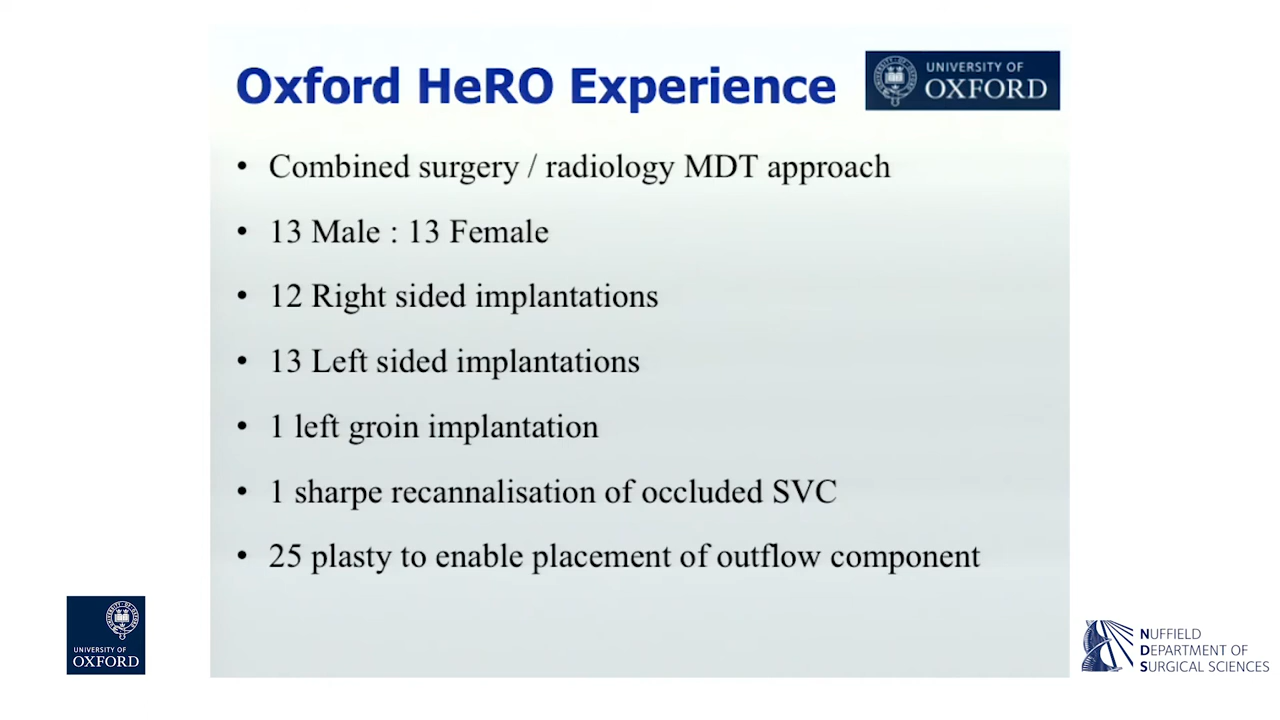 Oxford HeRO Experience
UNIVERSITY OF
OXFORD
• Combined surgery / radiology MDT approach
• 13 Male : 13 Female
• 12 Right sided implantations
• 13 Left sided implantations
• 1 left groin implantation
• 1 sharpe recannalisation of occluded SVC
• 25 plasty to enable placement of outflow component
UNIVERSITY OF
OXFORD
NUFFIELD
DEPARTMENT OF
SURGICAL SCIENCES